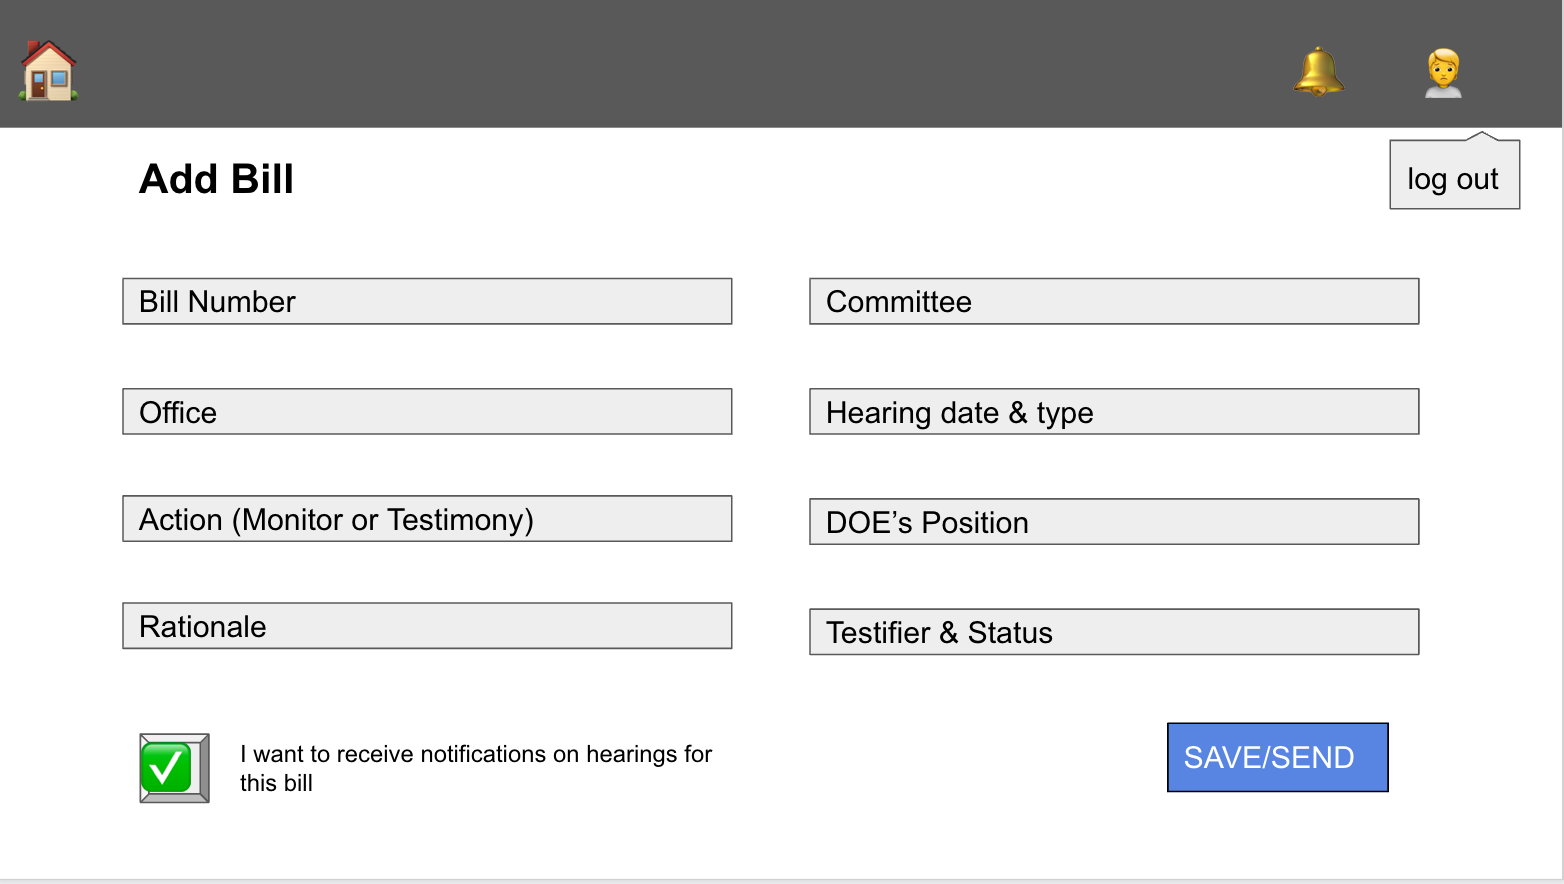 Add Bill
log out
Bill Number
Committee
Office
Hearing date & type
Action (Monitor or Testimony)
DOE’s Position
Rationale
Testifier & Status
I want to receive notifications on hearings for
this bill
SAVE/SEND